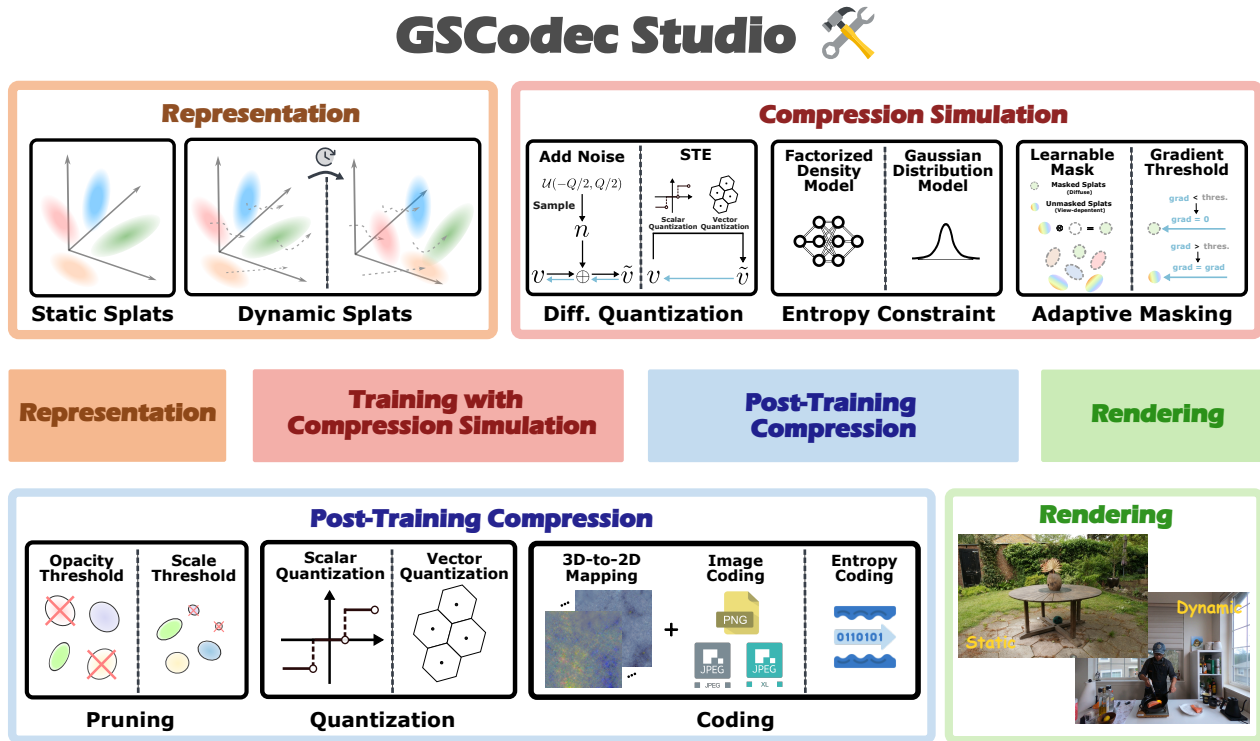 GSCodec Studio
Representation
Static Splats
Dynamic Splats
Compression Simulation
Add Noise
U(−Q/2, Q/2)
Sample
n
v
⊕
ṽ
STE
Scalar
Quantization
Vector
Quantization
v
ṽ
Diff. Quantization
Factorized
Density
Model
Gaussian
Distribution
Model
Entropy Constraint
Learnable
Mask
Masked Splats
(Diffuse)
Unmasked Splats
(View-depentent)
⊗ =
Gradient
Threshold
grad < thres.
grad = 0
grad > thres.
grad = grad
Adaptive Masking
Representation
Training with
Compression Simulation
Post-Training
Compression
Rendering
Post-Training Compression
Opacity
Threshold
Scale
Threshold
Pruning
Scalar
Quantization
Vector
Quantization
Quantization
3D-to-2D
Mapping
...
...
+
Image
Coding
PNG
JPEG
JPEG
JPEG
XL
Entropy
Coding
0110101
Coding
Rendering
Static
Dynamic